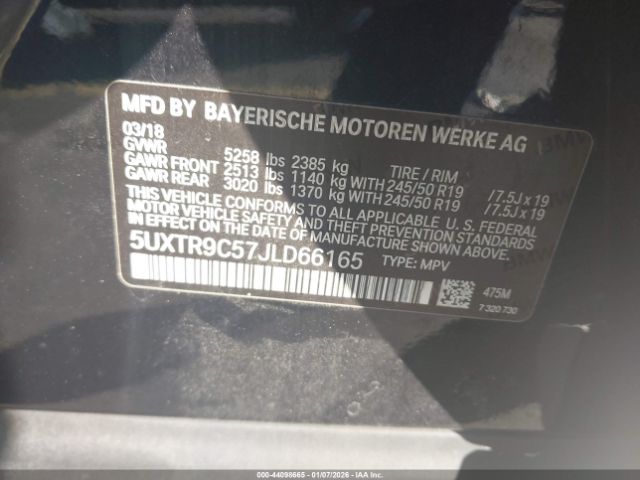 MFD BY BAYERISCHE MOTOREN WERKE AG
03/18
GVWR 5258 lbs 2385 kg TIRE / RIM
GAWR FRONT 2513 lbs 1140 kg WITH 245/50 R19 /7.5J x 19
GAWR REAR 3020 lbs 1370 kg WITH 245/50 R19 /7.5J x 19
THIS VEHICLE CONFORMS TO ALL APPLICABLE U.S. FEDERAL
MOTOR VEHICLE SAFETY AND THEFT PREVENTION STANDARDS
IN EFFECT ON THE DATE OF MANUFACTURE SHOWN ABOVE.
5UXTR9C57JLD66165 TYPE: MPV
475M
7 320 730
000-44098665 | 01/07/2026 - IAAI.COM